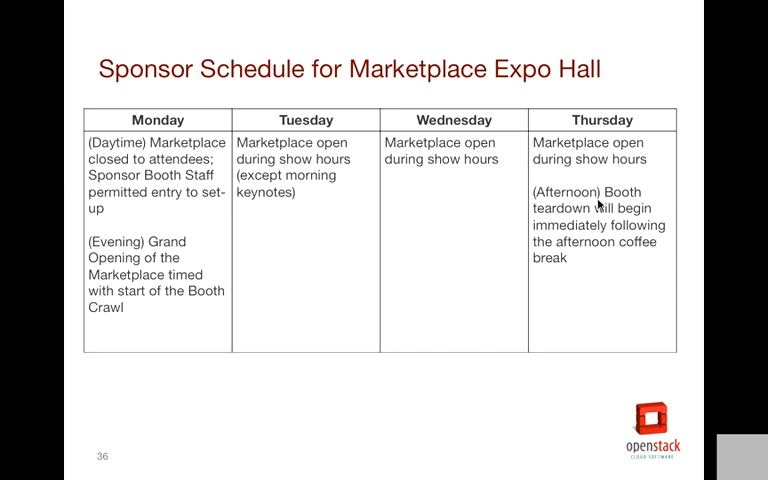 Sponsor Schedule for Marketplace Expo Hall
Monday
Tuesday
Wednesday
Thursday
(Daytime) Marketplace
closed to attendees;
Sponsor Booth Staff
permitted entry to set-
up
(Evening) Grand
Opening of the
Marketplace timed
with start of the Booth
Crawl
Marketplace open
during show hours
(except morning
keynotes)
Marketplace open
during show hours
Marketplace open
during show hours
(Afternoon) Booth
teardown will begin
immediately following
the afternoon coffee
break
openstack
CLOUD SOFTWARE
36